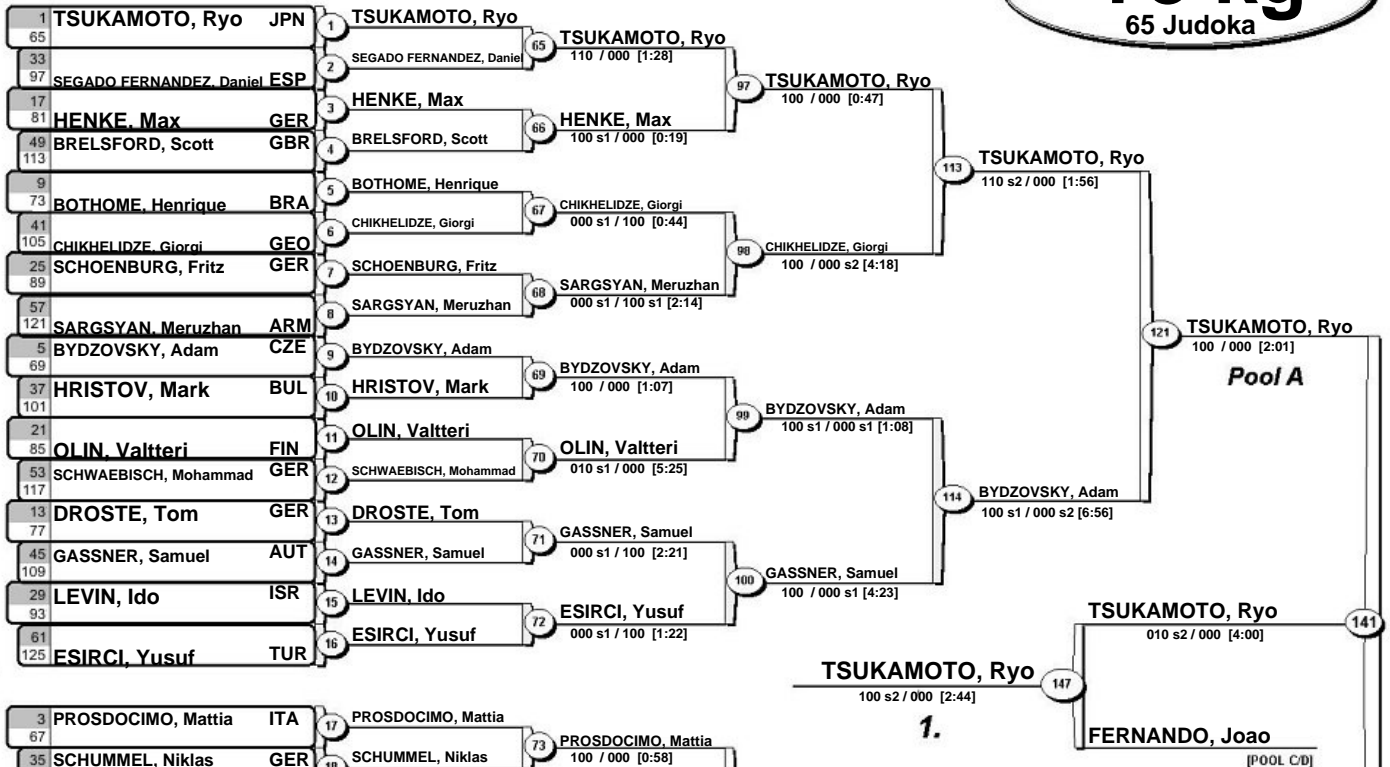 65 Judoka
1 TSUKAMOTO, Ryo JPN
65
33
97 SEGADO FERNANDEZ, Daniel ESP
17
81 HENKE, Max GER
49 BRELSFORD, Scott GBR
113
9
73 BOTHOME, Henrique BRA
41
105 CHIKHELIDZE, Giorgi GEO
25 SCHOENBURG, Fritz GER
89
57
121 SARGSYAN, Meruzhan ARM
5 BYDZOVSKY, Adam CZE
69
37 HRISTOV, Mark BUL
101
21
85 OLIN, Valtteri FIN
53 SCHWAEBISCH, Mohammad GER
117
13 DROSTE, Tom GER
77
45 GASSNER, Samuel AUT
109
29 LEVIN, Ido ISR
93
61
125 ESIRCI, Yusuf TUR
3 PROSDOCIMO, Mattia ITA
67
35 SCHUMMEL, Niklas GER
1 TSUKAMOTO, Ryo
2 SEGADO FERNANDEZ, Daniel
3 HENKE, Max
4 BRELSFORD, Scott
5 BOTHOME, Henrique
6 CHIKHELIDZE, Giorgi
7 SCHOENBURG, Fritz
8 SARGSYAN, Meruzhan
9 BYDZOVSKY, Adam
10 HRISTOV, Mark
11 OLIN, Valtteri
12 SCHWAEBISCH, Mohammad
13 DROSTE, Tom
14 GASSNER, Samuel
15 LEVIN, Ido
16 ESIRCI, Yusuf
17 PROSDOCIMO, Mattia
18 SCHUMMEL, Niklas
65 TSUKAMOTO, Ryo
110 / 000 [1:28]
66 HENKE, Max
100 s1 / 000 [0:19]
67 CHIKHELIDZE, Giorgi
000 s1 / 100 [0:44]
68 SARGSYAN, Meruzhan
000 s1 / 100 s1 [2:14]
69 BYDZOVSKY, Adam
100 / 000 [1:07]
70 OLIN, Valtteri
010 s1 / 000 [5:25]
71 GASSNER, Samuel
000 s1 / 100 [2:21]
72 ESIRCI, Yusuf
000 s1 / 100 [1:22]
73 PROSDOCIMO, Mattia
100 / 000 [0:58]
97 TSUKAMOTO, Ryo
100 / 000 [0:47]
98 CHIKHELIDZE, Giorgi
100 / 000 s2 [4:18]
99 BYDZOVSKY, Adam
100 s1 / 000 s1 [1:08]
100 GASSNER, Samuel
100 / 000 s1 [4:23]
113 TSUKAMOTO, Ryo
110 s2 / 000 [1:56]
114 BYDZOVSKY, Adam
100 s1 / 000 s2 [6:56]
121 TSUKAMOTO, Ryo
100 / 000 [2:01]
Pool A
TSUKAMOTO, Ryo 141
010 s2 / 000 [4:00]
TSUKAMOTO, Ryo 147
100 s2 / 000 [2:44]
1.
FERNANDO, Joao
[POOL C/D]